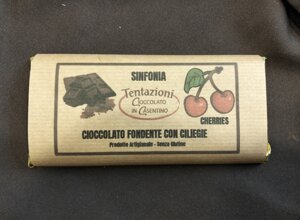 SINFONIA
Tentazioni
CIOCCOLATO
IN CASENTINO
CHERRIES
CIOCCOLATO FONDENTE CON CILIEGIE
Prodotto Artigianale - Senza Glutine